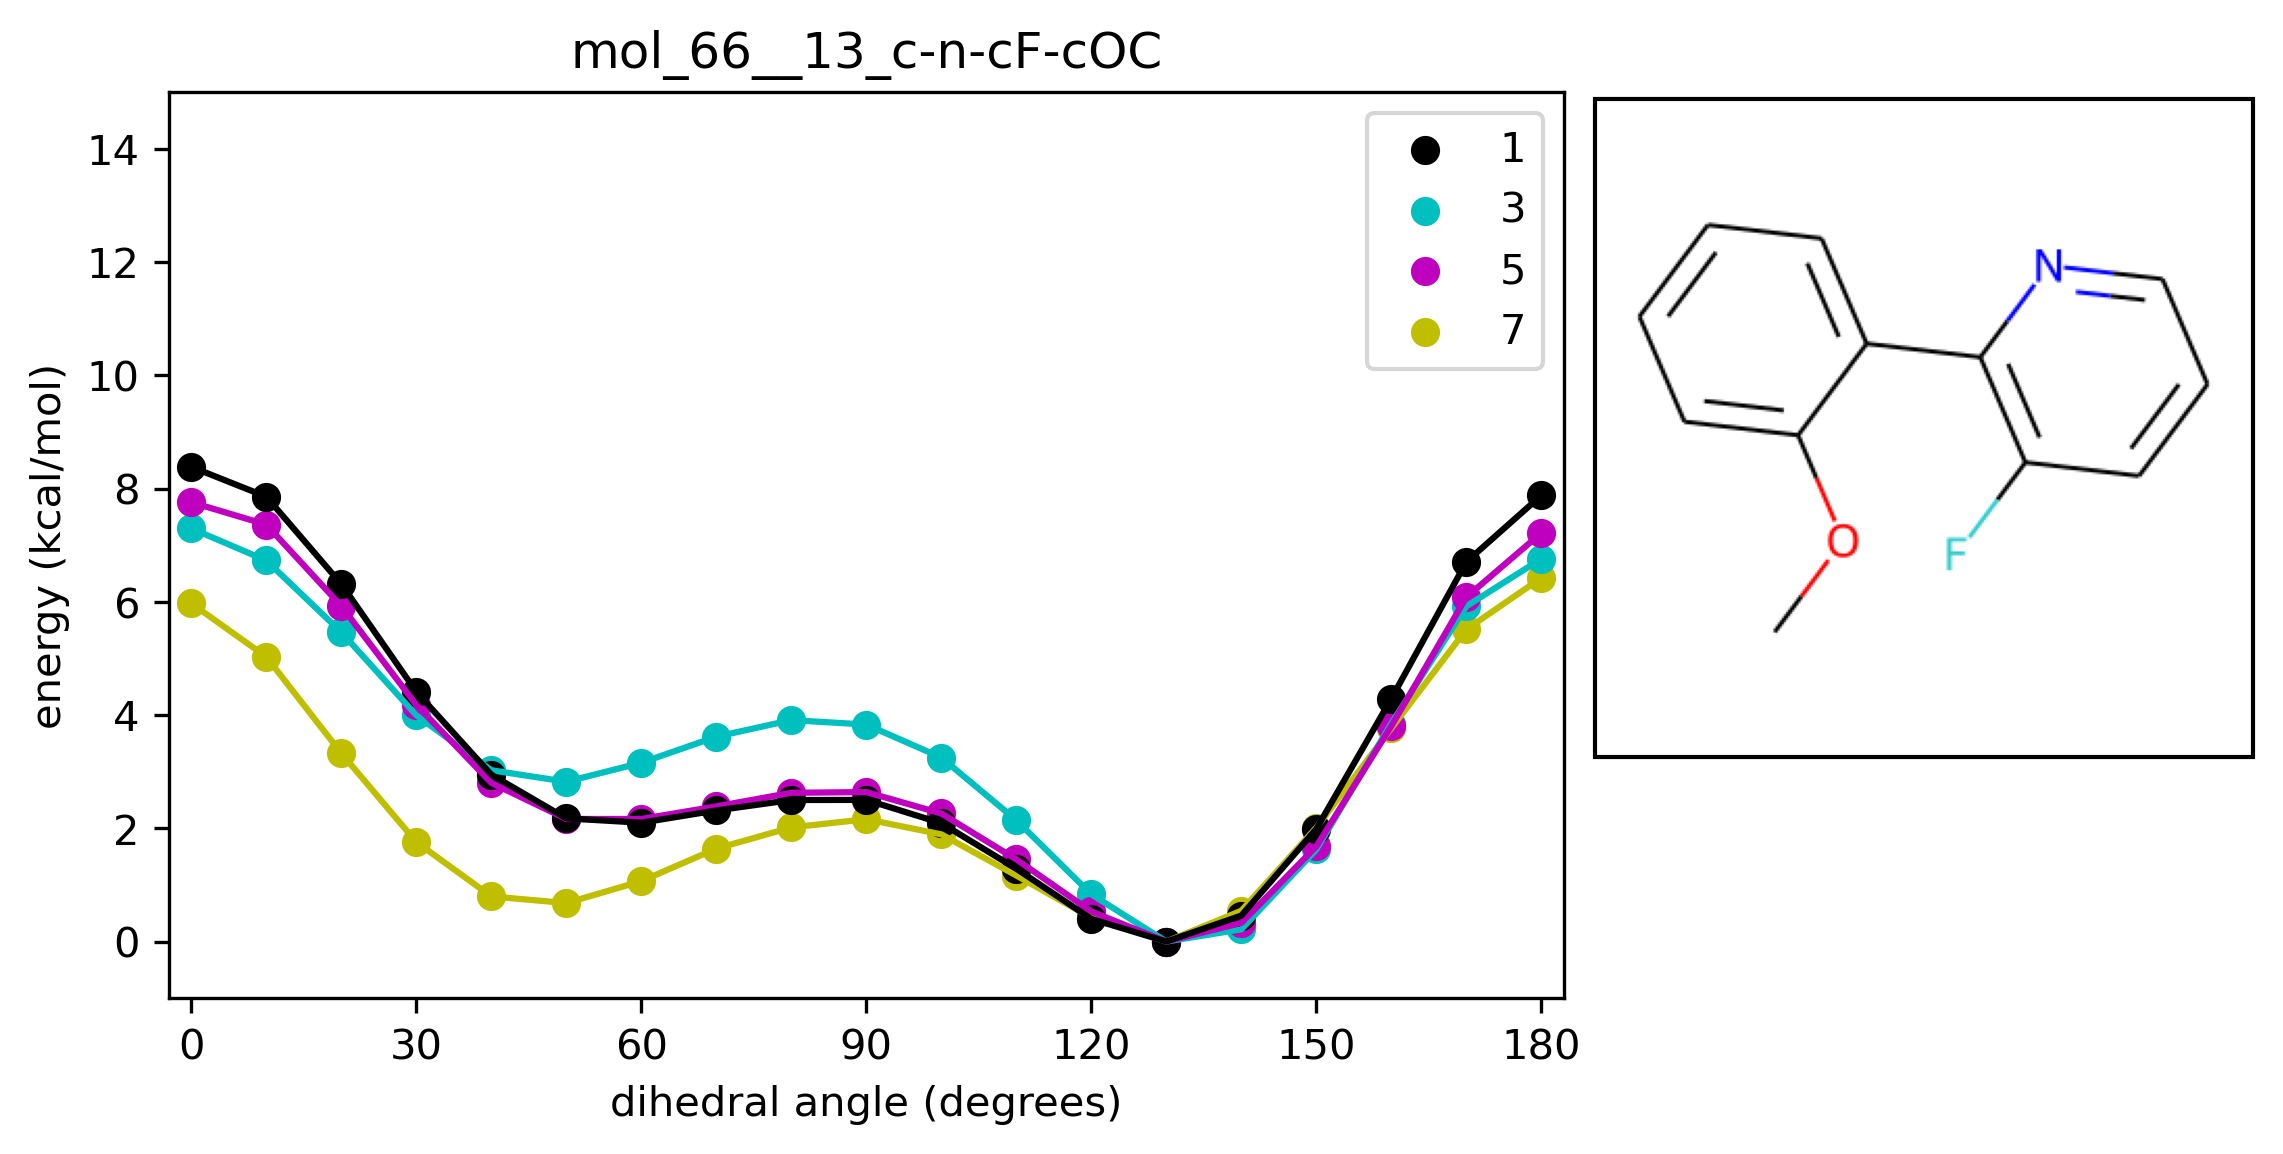 mol_66__13_c-n-cF-cOC
14
12
10
8
6
4
2
0
energy (kcal/mol)
0 30 60 90 120 150 180
dihedral angle (degrees)
1
3
5
7
N
O
F